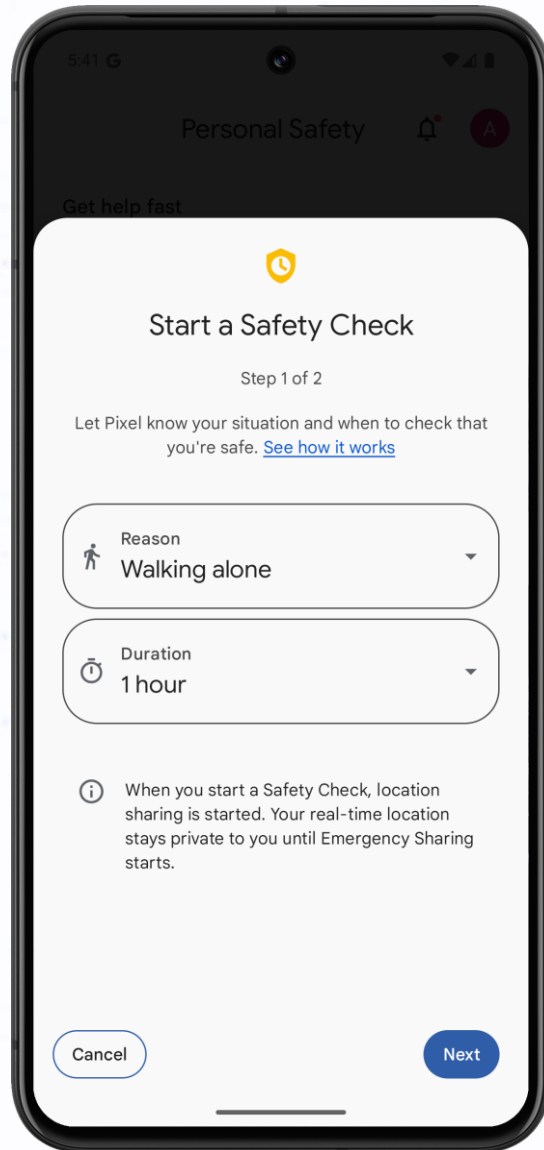 5:41 G
Personal Safety
A
Get help fast
Start a Safety Check
Step 1 of 2
Let Pixel know your situation and when to check that
you're safe. See how it works
Reason
Walking alone
Duration
1 hour
When you start a Safety Check, location
sharing is started. Your real-time location
stays private to you until Emergency Sharing
starts.
Cancel
Next